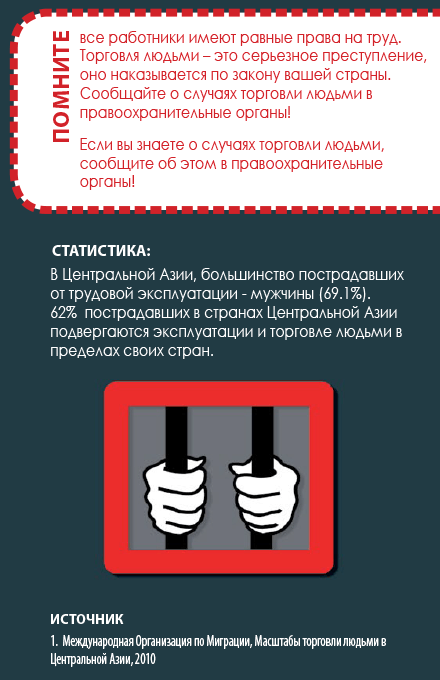 ПОМНИТЕ
все работники имеют равные права на труд.
Торговля людьми – это серьезное преступление,
оно наказывается по закону вашей страны.
Сообщайте о случаях торговли людьми в
правоохранительные органы!
Если вы знаете о случаях торговли людьми,
сообщите об этом в правоохранительные
органы!
СТАТИСТИКА:
В Центральной Азии, большинство пострадавших
от трудовой эксплуатации - мужчины (69.1%).
62% пострадавших в странах Центральной Азии
подвергаются эксплуатации и торговле людьми в
пределах своих стран.
ИСТОЧНИК
1. Международная Организация по Миграции, Масштабы торговли людьми в
Центральной Азии, 2010